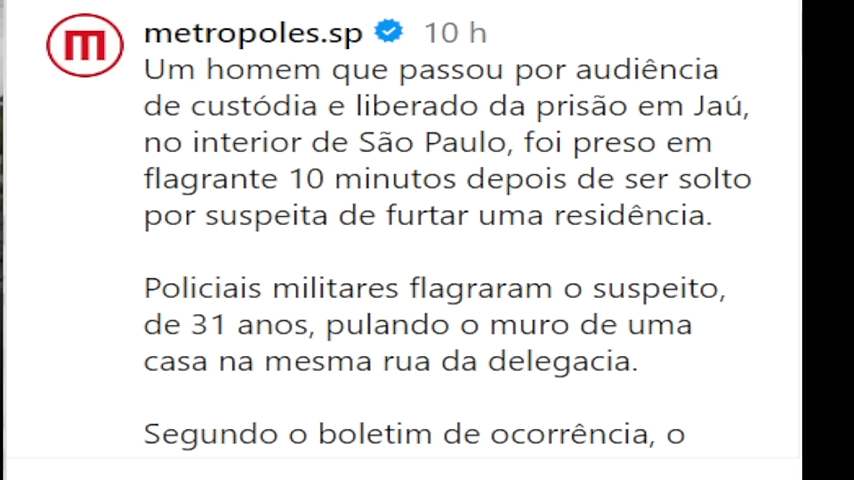 metropoles.sp 10 h
Um homem que passou por audiência
de custódia e liberado da prisão em Jaú,
no interior de São Paulo, foi preso em
flagrante 10 minutos depois de ser solto
por suspeita de furtar uma residência.
Policiais militares flagraram o suspeito,
de 31 anos, pulando o muro de uma
casa na mesma rua da delegacia.
Segundo o boletim de ocorrência, o